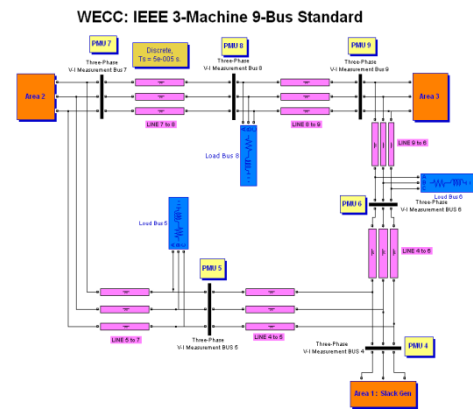 WECC: IEEE 3-Machine 9-Bus Standard
PMU 7
Discrete,
Ts = 5e-005 s.
PMU 8
PMU 9
Three-Phase
V-I Measurement Bus7
Three-Phase
V-I Measurement Bus 8
Three-Phase
V-I Measurement Bus 9
Area 2
Area 3
LINE 7 to 8
LINE 8 to 9
LINE 9 to 6
Load Bus 8
Load Bus 6
PMU 6
Three-Phase
V-I Measurement BUS 6
Load Bus 5
PMU 5
LINE 4 to 6
LINE 5 to 7
Three-Phase
V-I Measurement BUS 5
LINE 4 to 5
Three-Phase
V-I Measurement BUS 4
PMU 4
Area 1 : Slack Gen